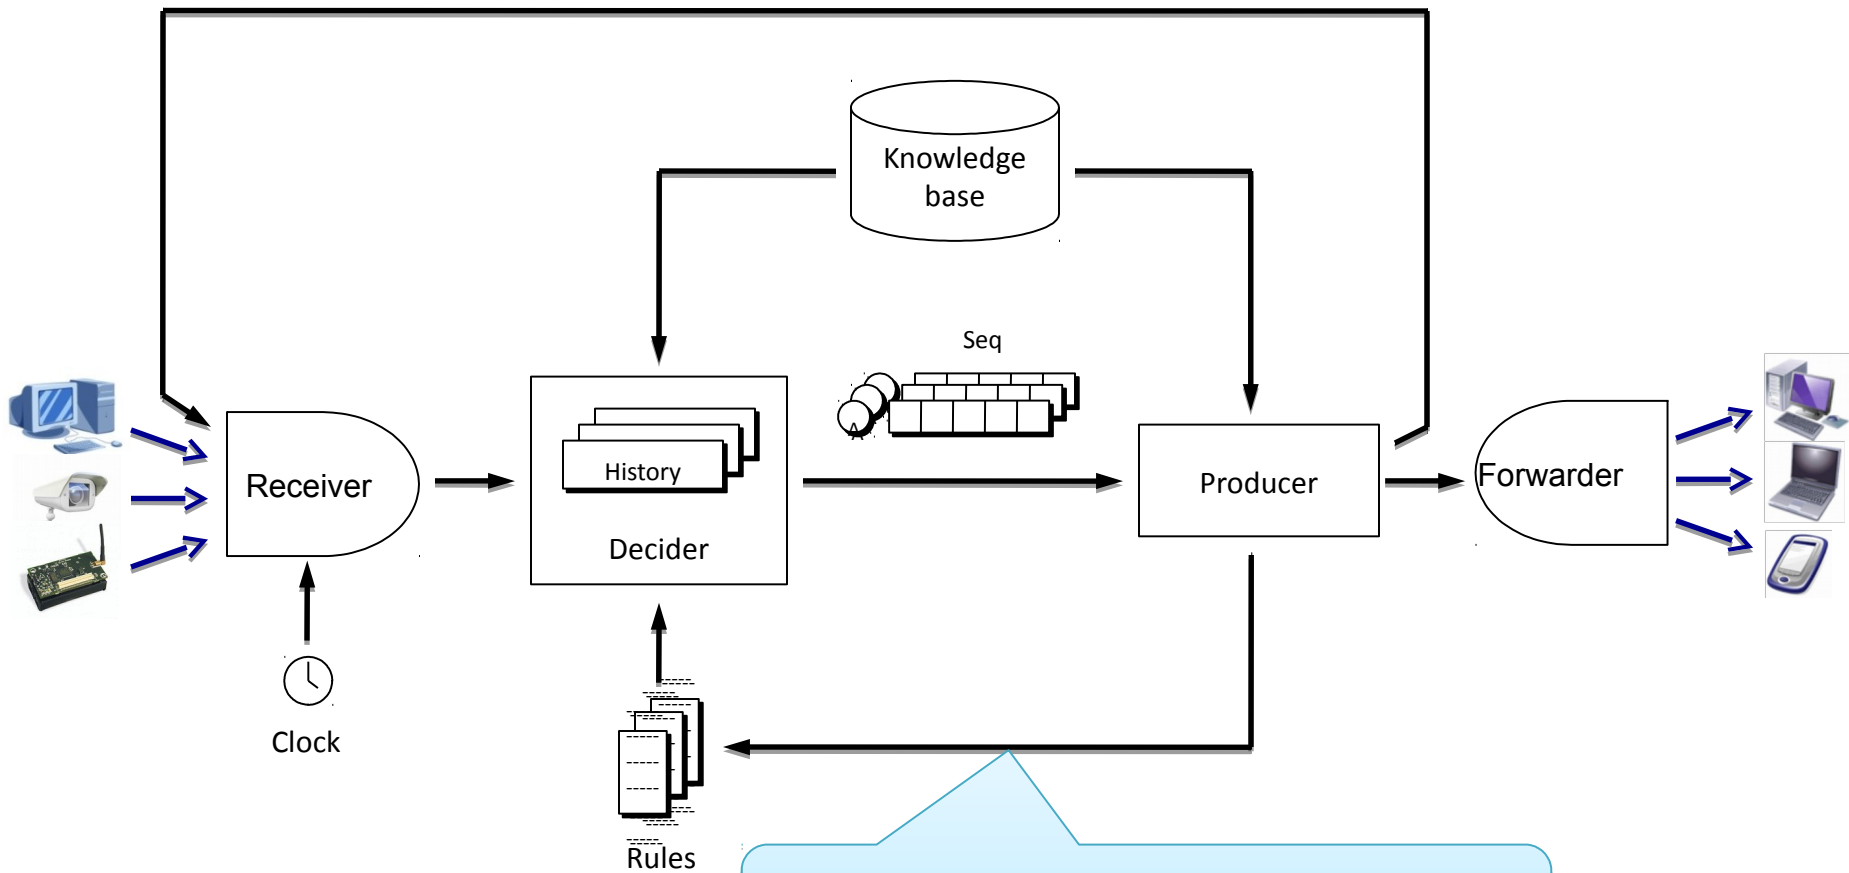 Knowledge
base
Seq
A
Receiver
History
Decider
Producer
Forwarder
Clock
Rules